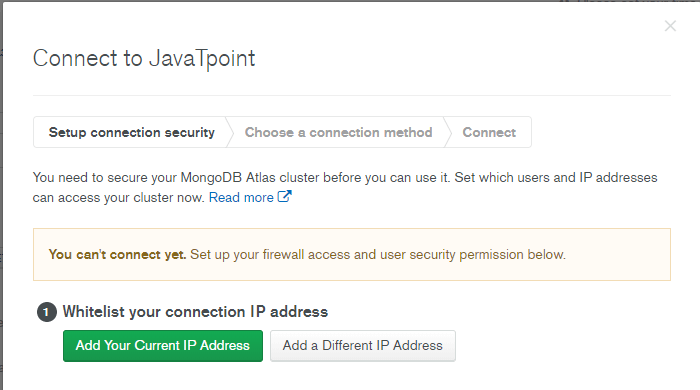 Connect to JavaTpoint
Setup connection security
Choose a connection method
Connect
You need to secure your MongoDB Atlas cluster before you can use it. Set which users and IP addresses
can access your cluster now. Read more
You can't connect yet. Set up your firewall access and user security permission below.
1 Whitelist your connection IP address
Add Your Current IP Address
Add a Different IP Address